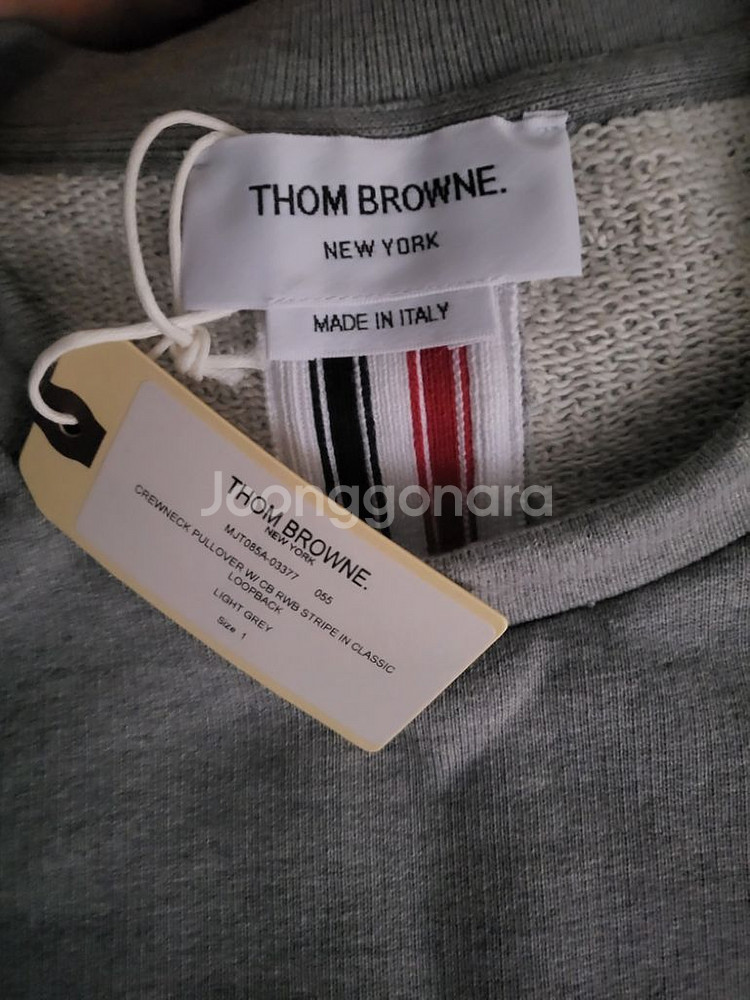 THOM BROWNE.
NEW YORK
MADE IN ITALY
Joonggonara
THOM BROWNE.
NEW YORK
MJT085A-03377 055
CREWNECK PULLOVER W/ CB RWB STRIPE IN CLASSIC
LOOPBACK
LIGHT GREY
Size 1